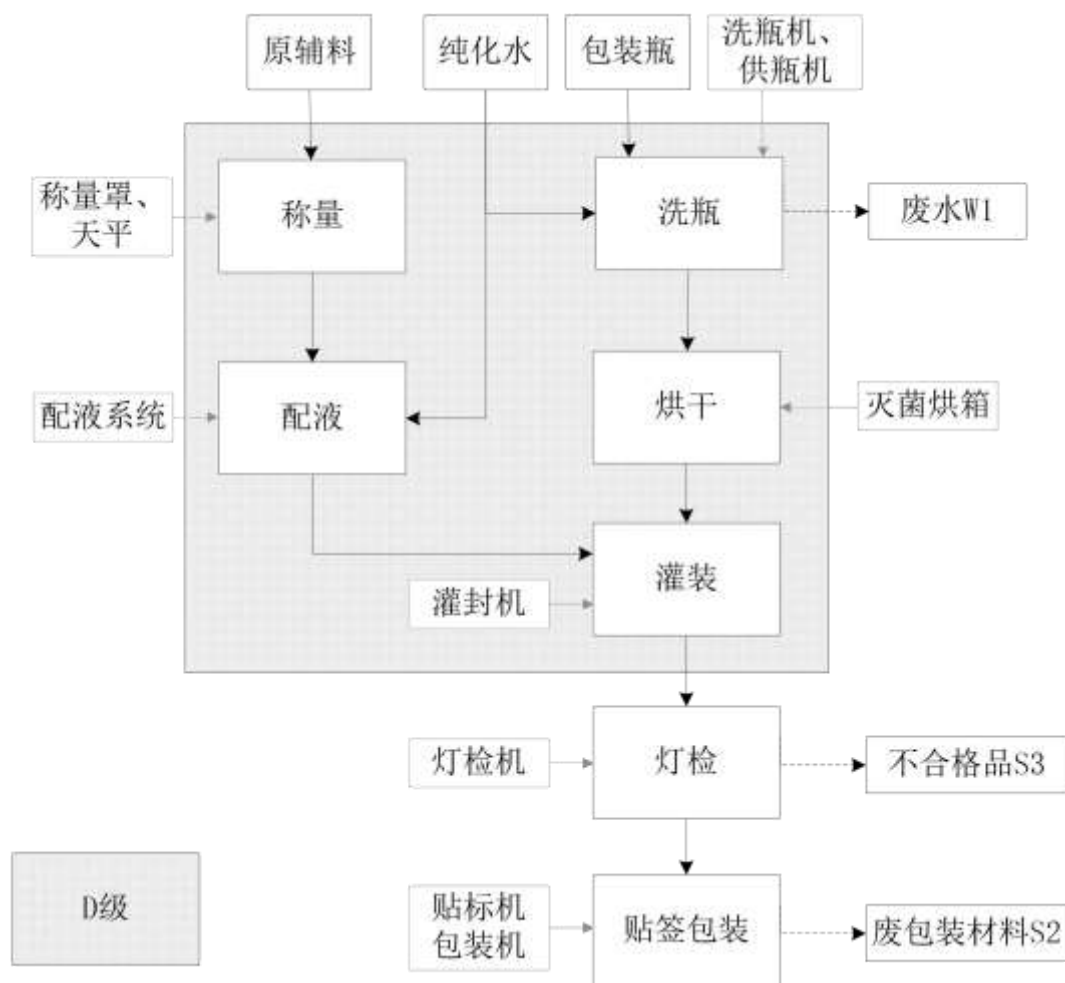 原辅料
纯化水
包装瓶
洗瓶机、
供瓶机
称量罩、
天平
称量
洗瓶
废水W1
配液系统
配液
烘干
灭菌烘箱
灌封机
灌装
灯检机
灯检
不合格品S3
D级
贴标机
包装机
贴签包装
废包装材料S2